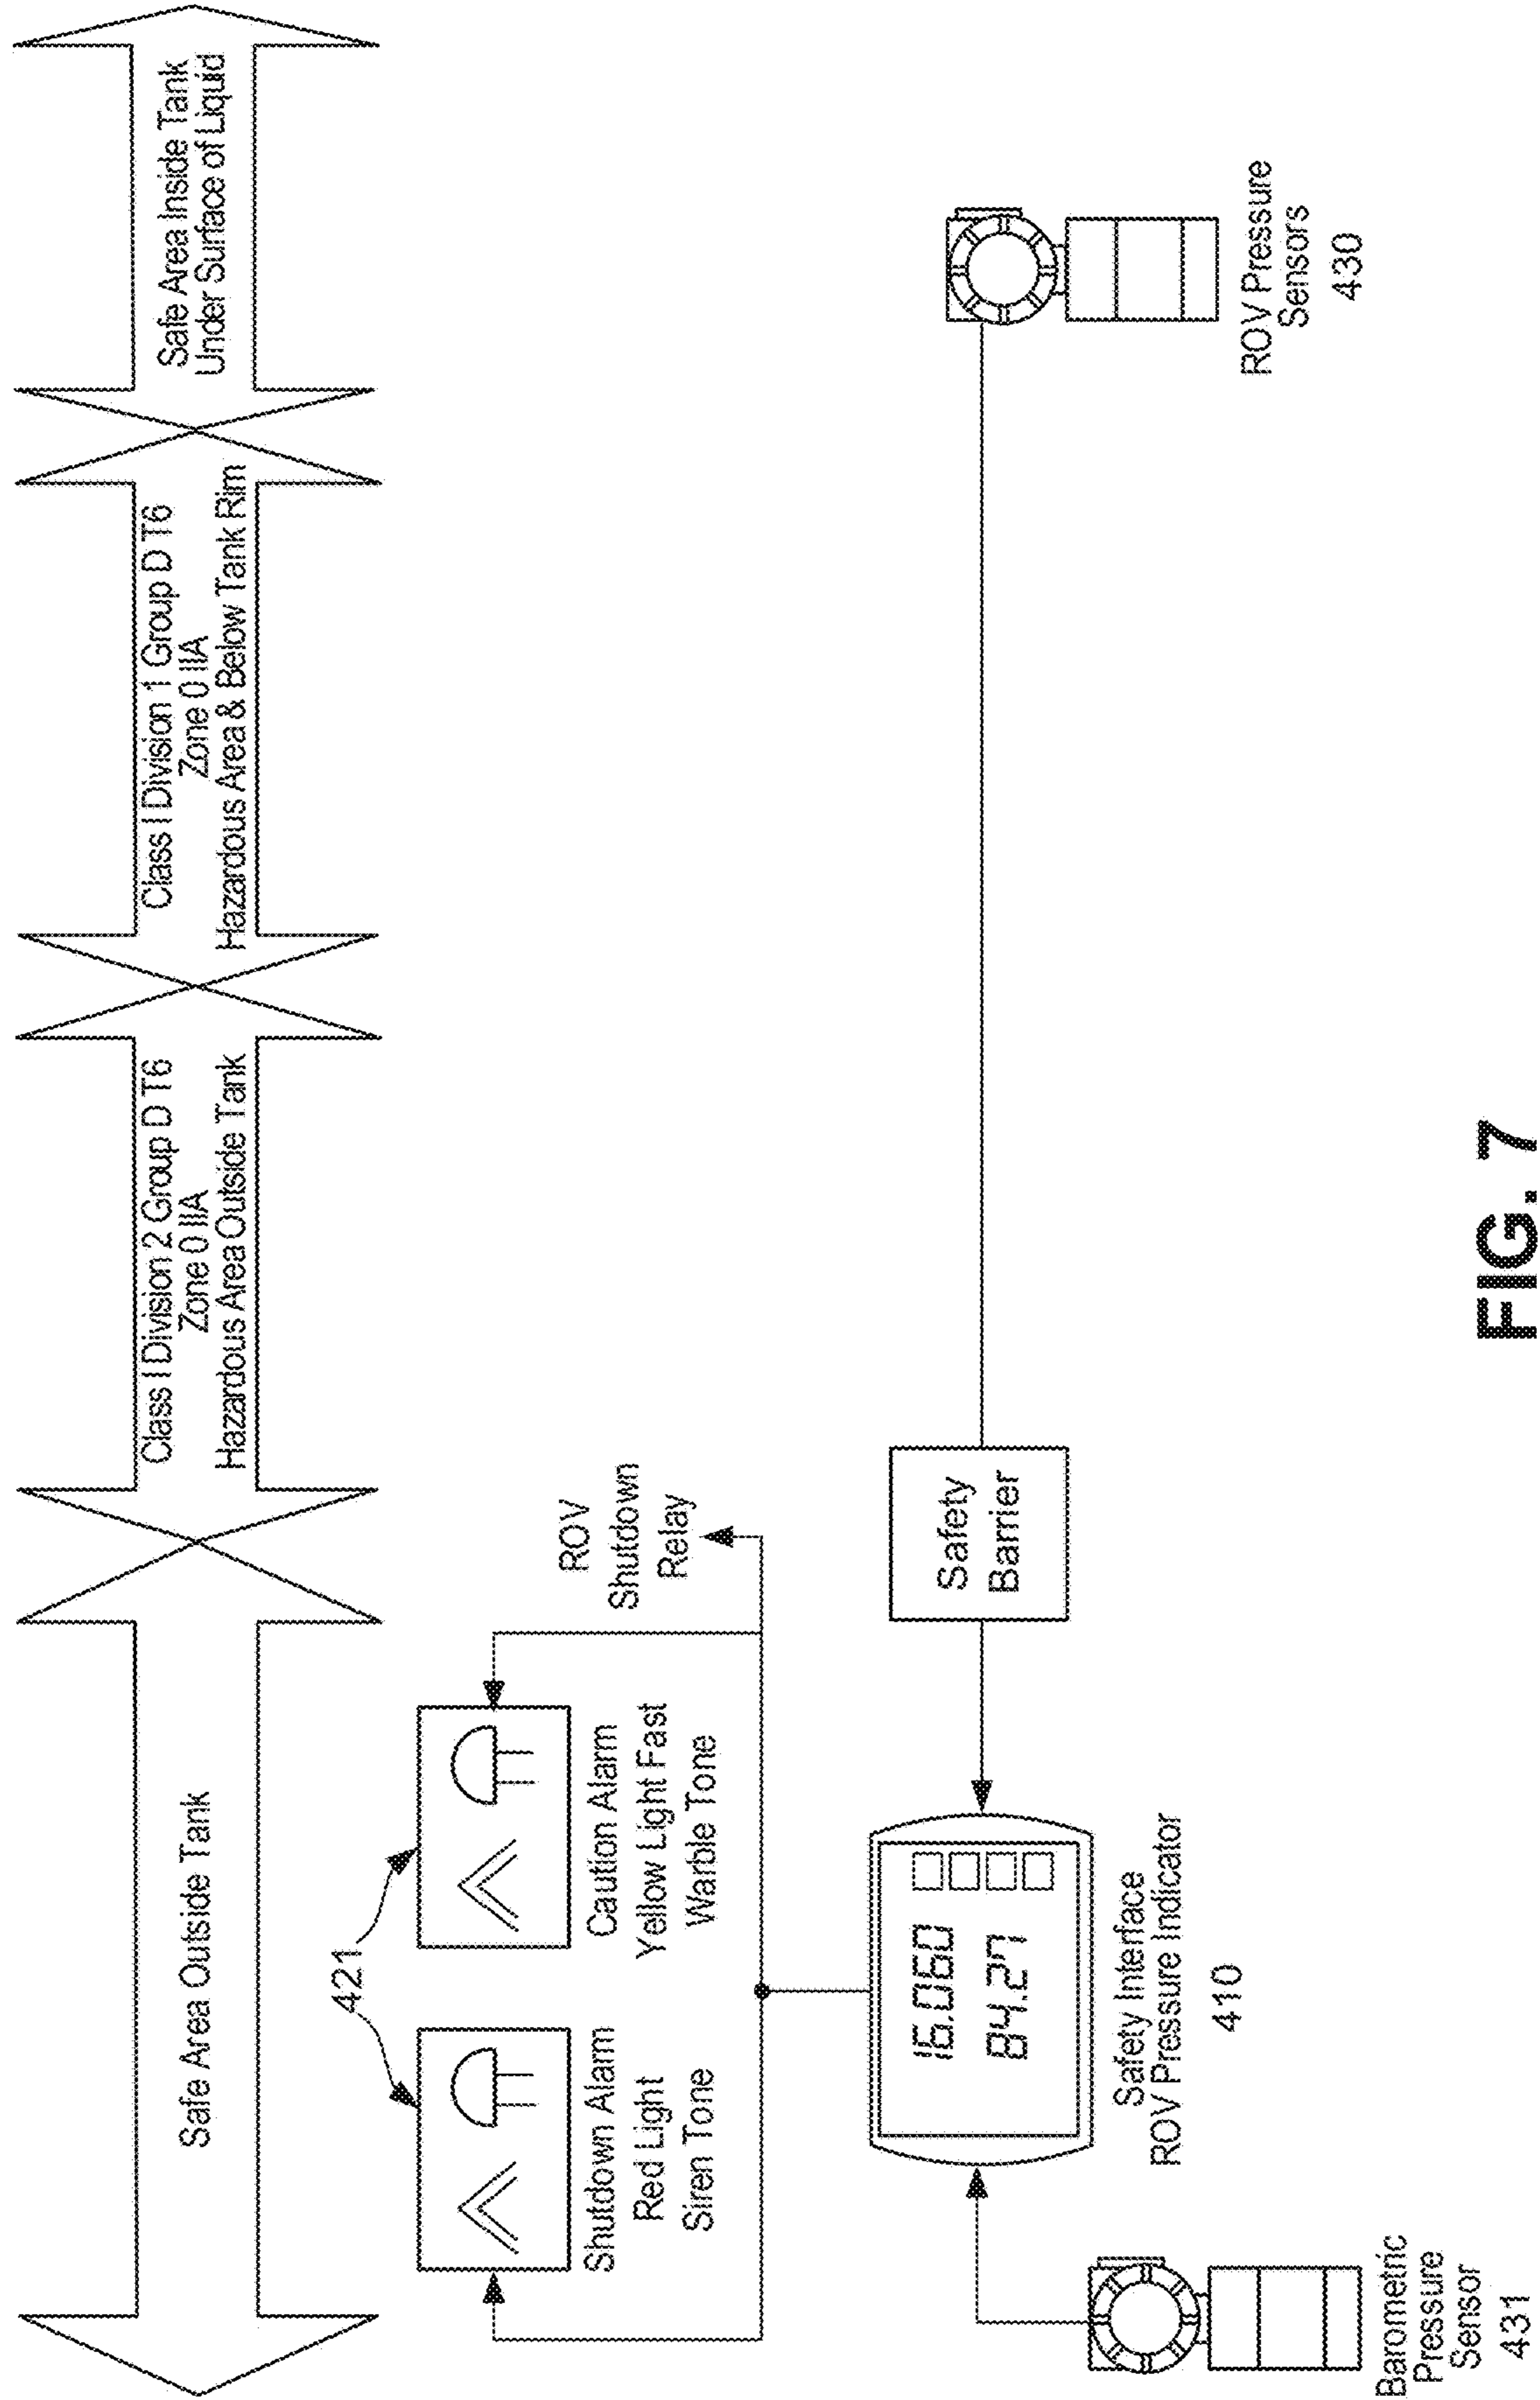 Safe Area Outside Tank
Class I Division 2 Group D T6
Zone 0 IIA
Hazardous Area Outside Tank
Class I Division 1 Group D T6
Zone 0 IIA
Hazardous Area & Below Tank Rim
Safe Area Inside Tank
Under Surface of Liquid
421
Shutdown Alarm
Red Light
Siren Tone
Caution Alarm
Yellow Light Fast
Warble Tone
ROV
Shutdown
Relay
16.060
84.27
Safety Interface
ROV Pressure Indicator
410
Safety
Barrier
ROV Pressure
Sensors
430
Barometric
Pressure
Sensor
431
FIG. 7